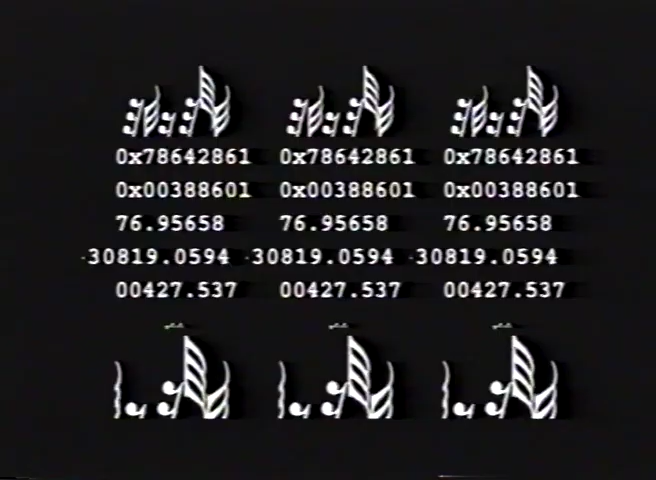 0x78642861 0x78642861 0x78642861
0x00388601 0x00388601 0x00388601
76.95658 76.95658 76.95658
-30819.0594 -30819.0594 -30819.0594
00427.537 00427.537 00427.537